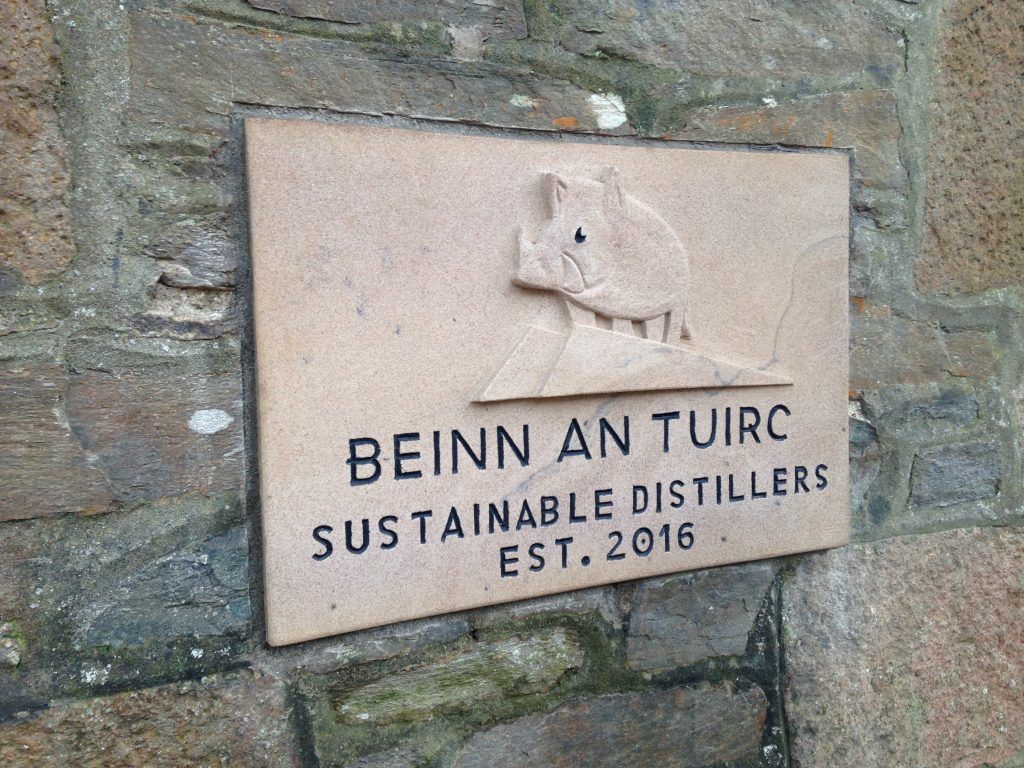 BEINN AN TUIRC
SUSTAINABLE DISTILLERS
EST. 2016